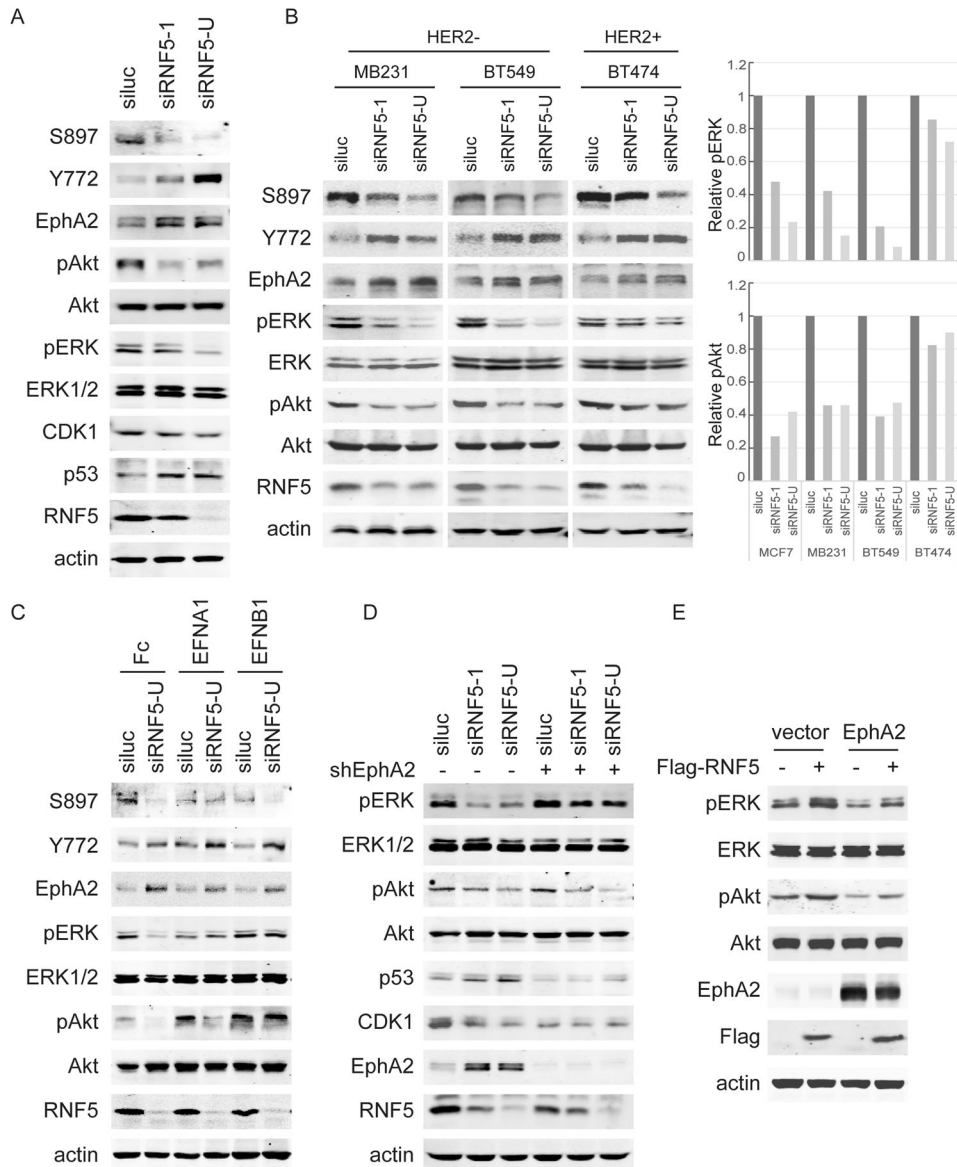 A
siluc
siRNF5-1
siRNF5-U
S897
Y772
EphA2
pAkt
Akt
pERK
ERK1/2
CDK1
p53
RNF5
actin
B
HER2- HER2+
MB231 BT549 BT474
siluc siRNF5-1 siRNF5-U siluc siRNF5-1 siRNF5-U siluc siRNF5-1 siRNF5-U
S897
Y772
EphA2
pERK
ERK
pAkt
Akt
RNF5
actin
Relative pERK
1.2
1
0.8
0.6
0.4
0.2
0
Relative pAkt
1
0.8
0.6
0.4
0.2
0
siluc siRNF5-1 siRNF5-U siluc siRNF5-1 siRNF5-U siluc siRNF5-1 siRNF5-U siluc siRNF5-1 siRNF5-U
MCF7 MB231 BT549 BT474
C
Fc EFNA1 EFNB1
siluc siRNF5-U siluc siRNF5-U siluc siRNF5-U
S897
Y772
EphA2
pERK
ERK1/2
pAkt
Akt
RNF5
actin
D
siluc siRNF5-1 siRNF5-U siluc siRNF5-1 siRNF5-U
shEphA2 - - - + + +
pERK
ERK1/2
pAkt
Akt
p53
CDK1
EphA2
RNF5
actin
E
vector EphA2
Flag-RNF5 - + - +
pERK
ERK
pAkt
Akt
EphA2
Flag
actin